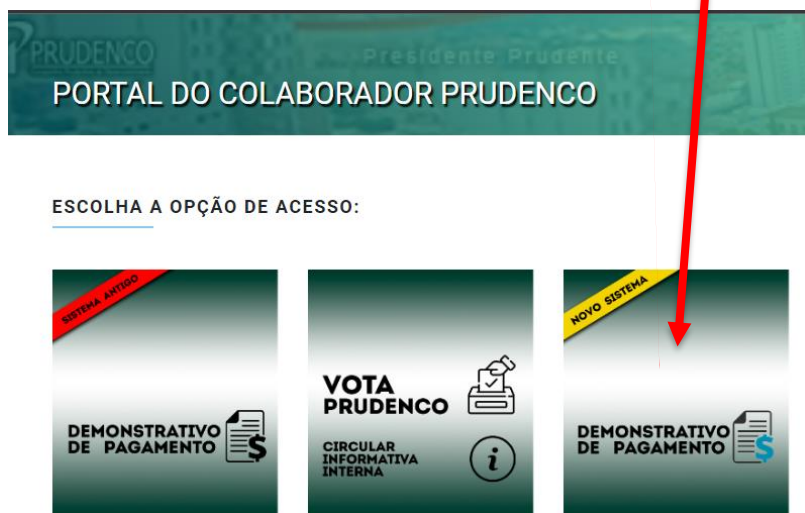 PRUDENCO
Presidente Prudente
PORTAL DO COLABORADOR PRUDENCO
ESCOLHA A OPÇÃO DE ACESSO:
SISTEMA ANTIGO
DEMONSTRATIVO
DE PAGAMENTO
VOTA
PRUDENCO
CIRCULAR
INFORMATIVA
INTERNA
i
NOVO SISTEMA
DEMONSTRATIVO
DE PAGAMENTO